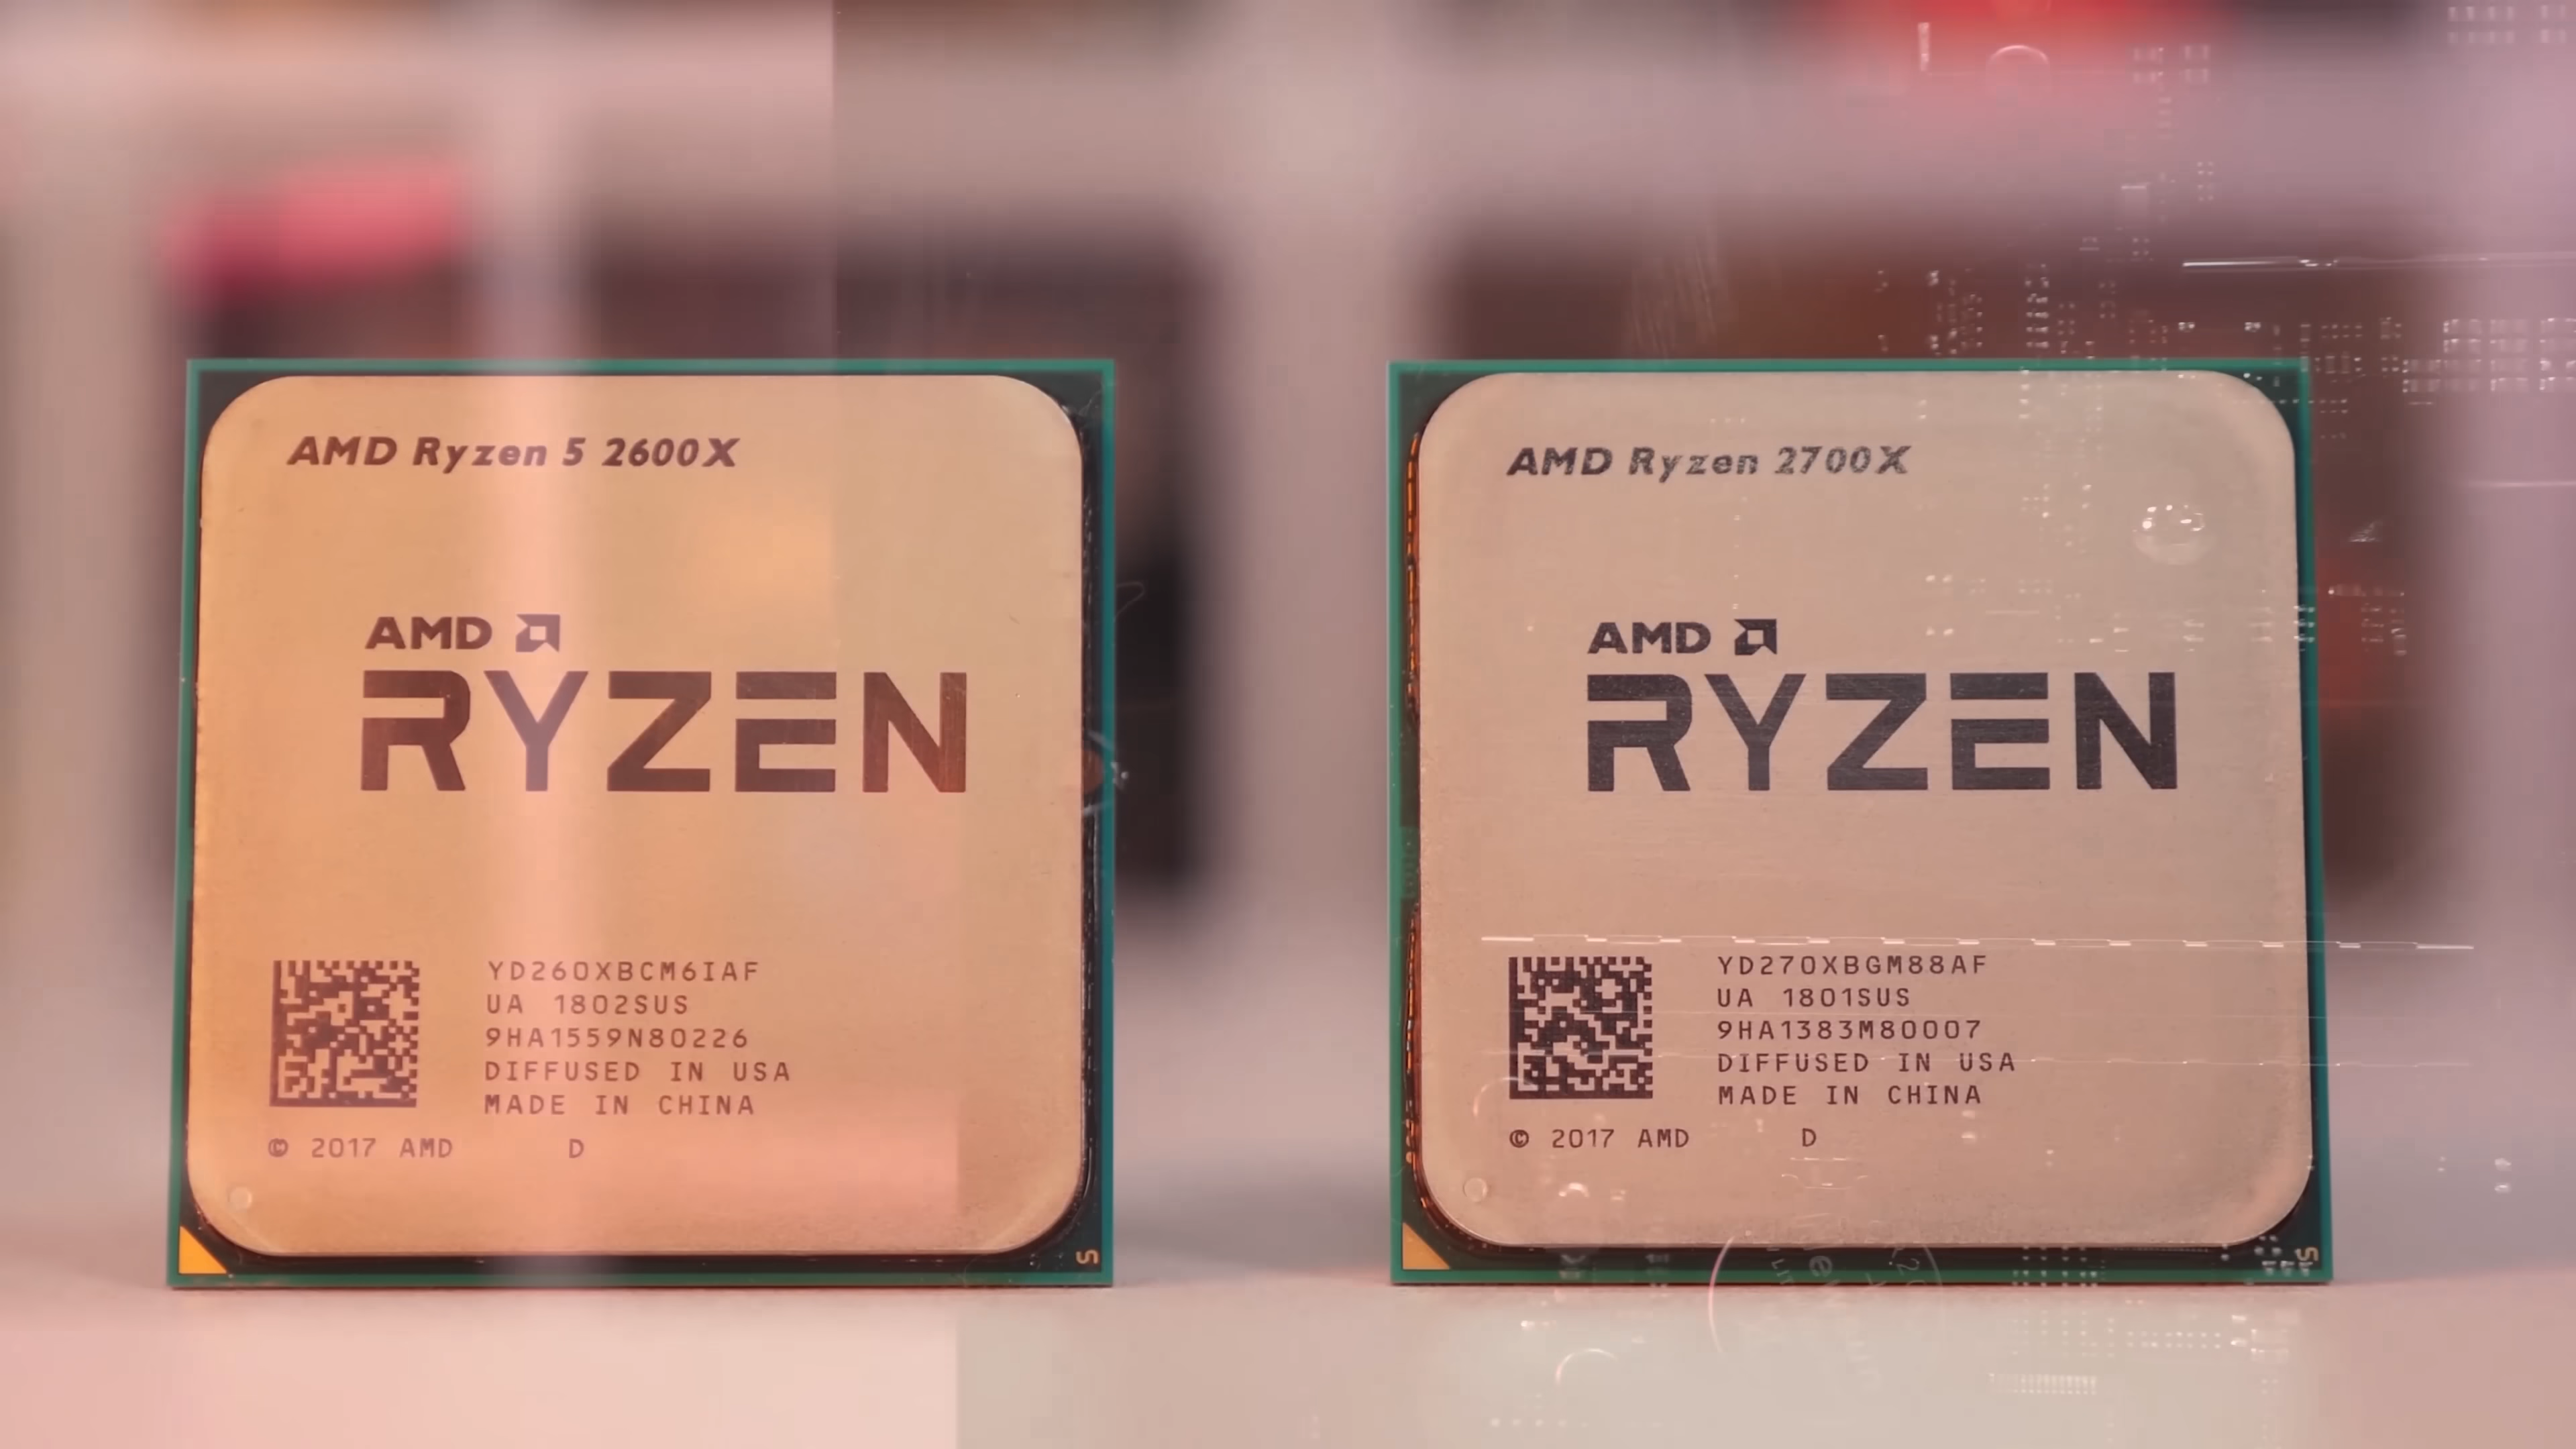 AMD Ryzen 5 2600X
AMD
RYZEN
YD260XBCM6IAF
UA 1802SUS
9HA1559N80226
DIFFUSED IN USA
MADE IN CHINA
© 2017 AMD D
S
AMD Ryzen 2700X
AMD
RYZEN
YD270XBGM88AF
UA 1801SUS
9HA1383M80007
DIFFUSED IN USA
MADE IN CHINA
© 2017 AMD D
S